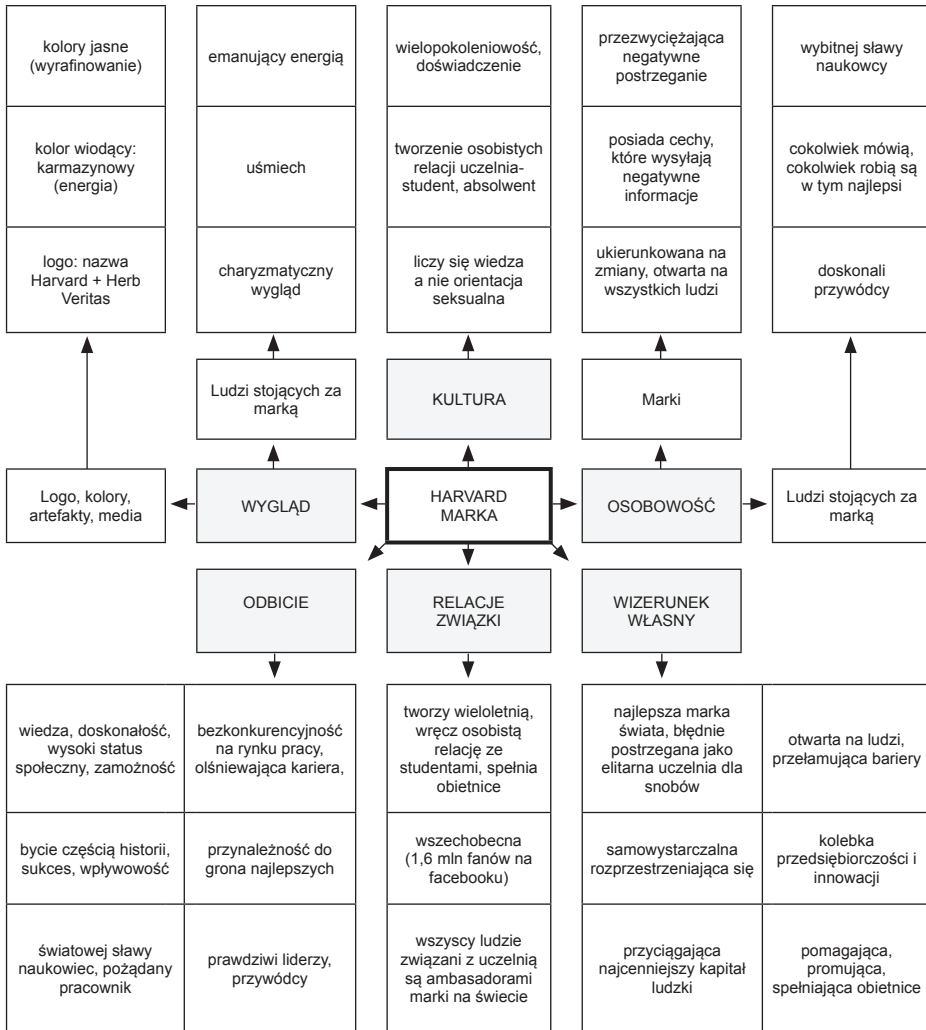 kolory jasne
(wyrafinowanie)
emanujący energią
wielopokoleniowość,
doświadczenie
przezwyciężająca
negatywne
postrzeganie
wybitnej sławy
naukowcy
kolor wiodący:
karmazynowy
(energia)
uśmiech
tworzenie osobistych
relacji uczelnia-
student, absolwent
posiada cechy,
które wysyłają
negatywne
informacje
cokolwiek mówią,
cokolwiek robią są
w tym najlepsi
logo: nazwa
Harvard + Herb
Veritas
charyzmatyczny
wygląd
liczy się wiedza
a nie orientacja
seksualna
ukierunkowana na
zmiany, otwarta na
wszystkich ludzi
doskonali
przywódcy
Ludzi stojących za
marką
KULTURA
Marki
Logo, kolory,
artefakty, media
WYGLĄD
HARVARD
MARKA
OSOBOWOŚĆ
Ludzi stojących za
marką
ODBICIE
RELACJE
ZWIĄZKI
WIZERUNEK
WŁASNY
wiedza, doskonałość,
wysoki status
społeczny, zamożność
bezkonkurencyjność
na rynku pracy,
olśniewająca kariera,
tworzy wieloletnią,
wręcz osobistą
relację ze
studentami, spełnia
obietnice
najlepsza marka
świata, błędnie
postrzegana jako
elitarna uczelnia dla
snobów
otwarta na ludzi,
przełamująca bariery
bycie częścią historii,
sukces, wpływowość
przynależność do
grona najlepszych
wszechobecna
(1,6 mln fanów na
facebooku)
samowystarczalna
rozprzestrzeniająca się
kolebka
przedsiębiorczości i
innowacji
światowej sławy
naukowiec, pożądany
pracownik
prawdziwi liderzy,
przywódcy
wszyscy ludzie
związani z uczelnią
są ambasadorami
marki na świecie
przyciągająca
najcenniejszy kapitał
ludzki
pomagająca,
promująca,
spełniająca obietnice